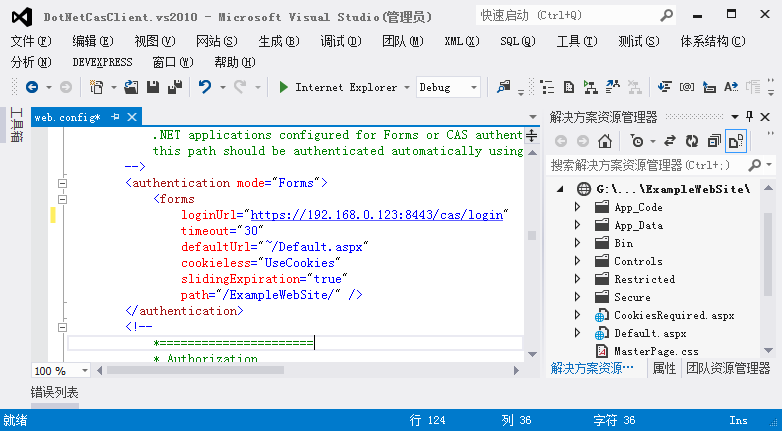 DotNetCasClient.vs2010 - Microsoft Visual Studio(管理员)
快速启动 (Ctrl+Q)
文件(F) 编辑(E) 视图(V) 网站(S) 生成(B) 调试(D) 团队(M) XML(X) SQL(Q) 工具(T) 测试(S) 体系结构(C)
分析(N) DEVEXPRESS 窗口(W) 帮助(H)
Internet Explorer Debug
工具箱
web.config*
.NET applications configured for Forms or CAS authent
this path should be authenticated automatically using
-->
<authentication mode="Forms">
<forms
loginUrl="https://192.168.0.123:8443/cas/login"
timeout="30"
defaultUrl="~/Default.aspx"
cookieless="UseCookies"
slidingExpiration="true"
path="/ExampleWebSite/" />
</authentication>
<!--
*======================
* Authorization
100 %
解决方案资源管理器
搜索解决方案资源管理器(Ctrl+;)
G:\...\ExampleWebSite\
App_Code
App_Data
Bin
Controls
Restricted
Secure
CookiesRequired.aspx
Default.aspx
MasterPage.css
解决方案资源… 属性 团队资源管理器
错误列表
就绪 行 124 列 36 字符 36 Ins